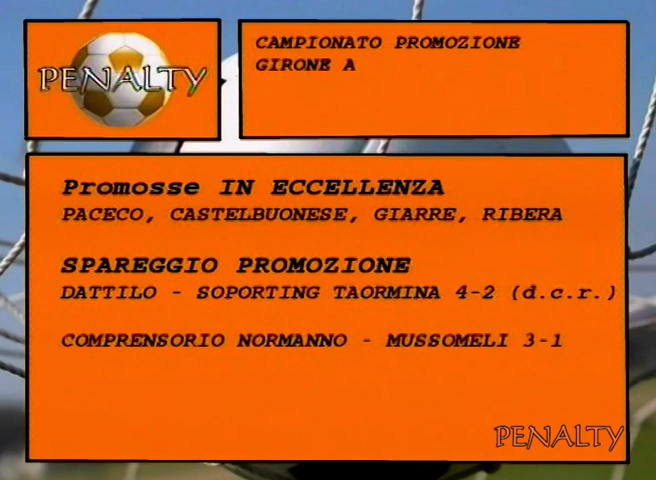 PENALTY
CAMPIONATO PROMOZIONE
GIRONE A
Promosse IN ECCELLENZA
PACECO, CASTELBUONESE, GIARRE, RIBERA
SPAREGGIO PROMOZIONE
DATTILO - SOPORTING TAORMINA 4-2 (d.c.r.)
COMPRENSORIO NORMANNO - MUSSOMELI 3-1
PENALTY